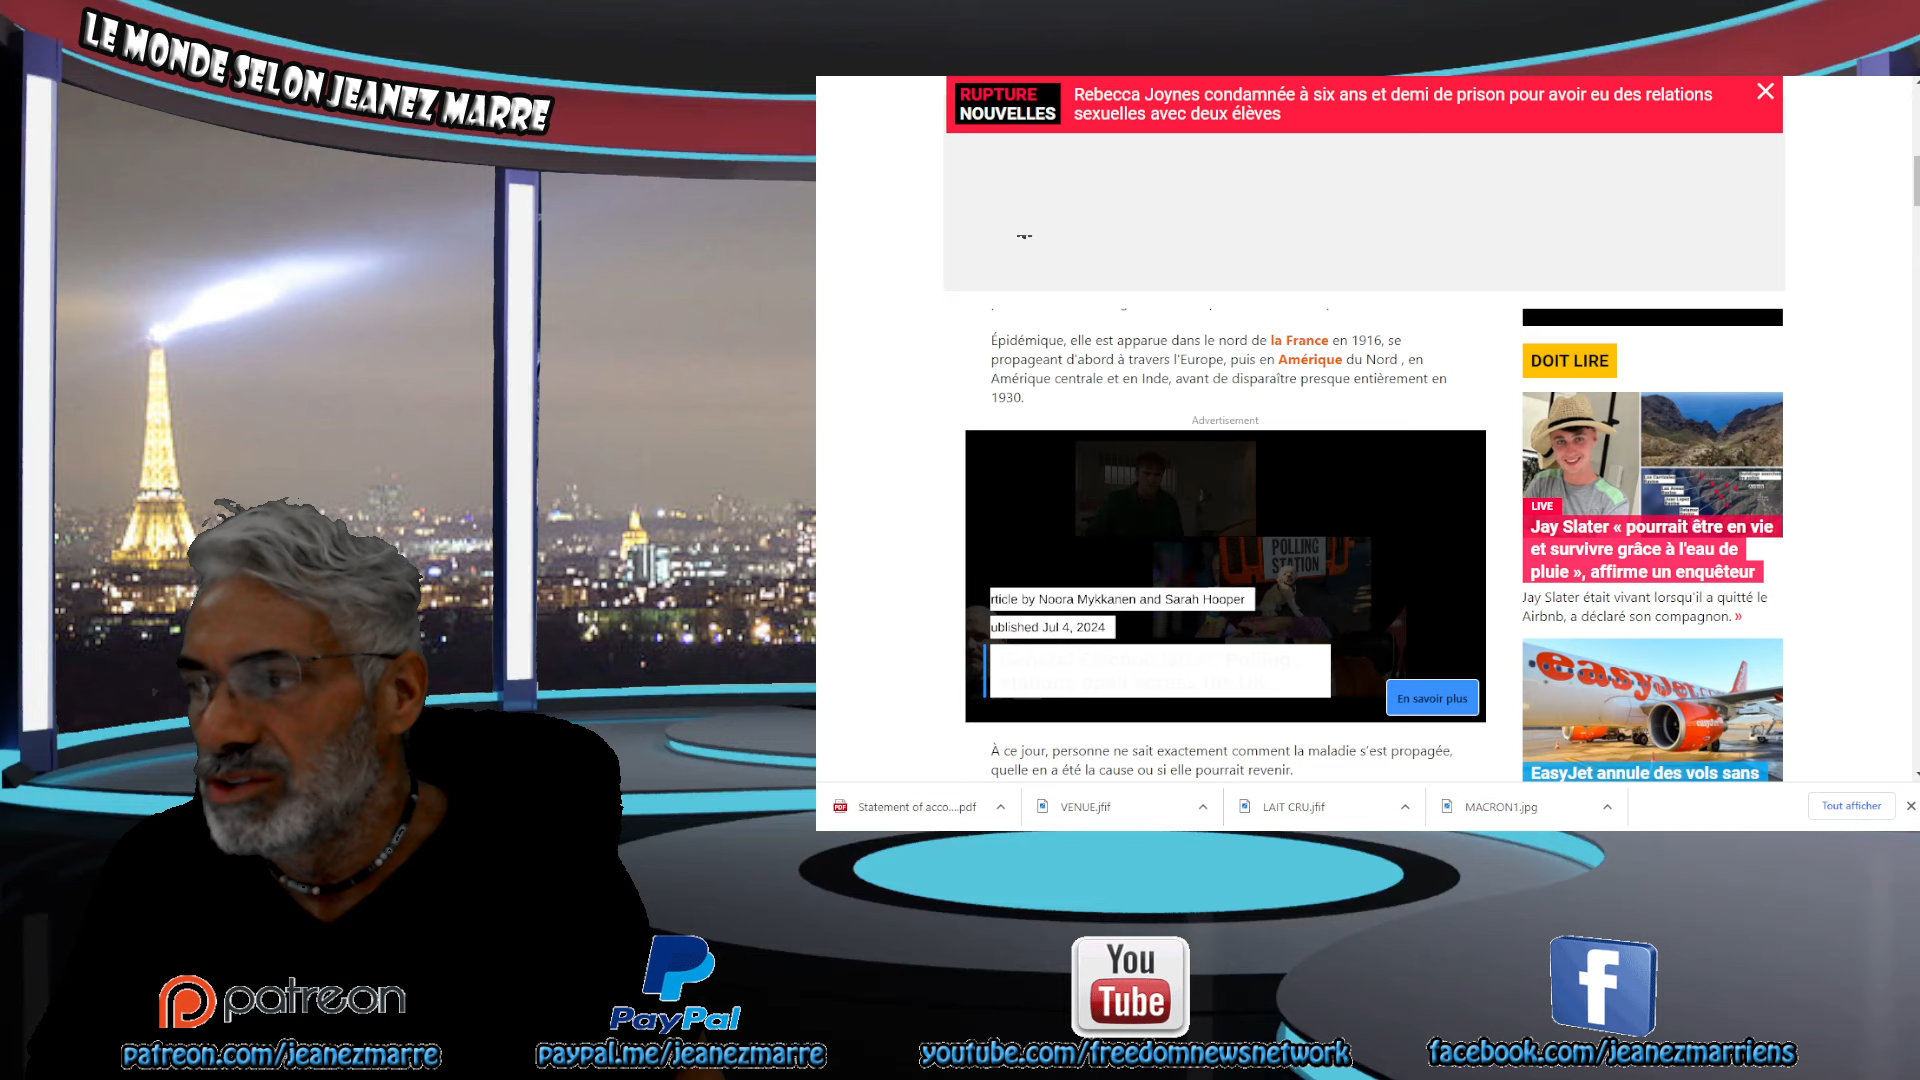 LE MONDE SELON JEANEZ MARRE
RUPTURE
NOUVELLES
Rebecca Joynes condamnée à six ans et demi de prison pour avoir eu des relations
sexuelles avec deux élèves
Épidémique, elle est apparue dans le nord de la France en 1916, se
propageant d'abord à travers l'Europe, puis en Amérique du Nord , en
Amérique centrale et en Inde, avant de disparaître presque entièrement en
1930.
Advertisement
POLLING
STATION
rticle by Noora Mykkanen and Sarah Hooper
ublished Jul 4, 2024
En savoir plus
À ce jour, personne ne sait exactement comment la maladie s'est propagée,
quelle en a été la cause ou si elle pourrait revenir.
DOIT LIRE
LIVE
Jay Slater « pourrait être en vie
et survivre grâce à l'eau de
pluie », affirme un enquêteur
Jay Slater était vivant lorsqu'il a quitté le
Airbnb, a déclaré son compagnon. »
easyJet
EasyJet annule des vols sans
Statement of acco....pdf
VENUE.jfif
LAIT CRU.jfif
MACRON1.jpg
Tout afficher
patreon
PayPal
You
Tube
f
patreon.com/jeanezmarre
paypal.me/jeanezmarre
youtube.com/freedomnewsnetwork
facebook.com/jeanezmarriens